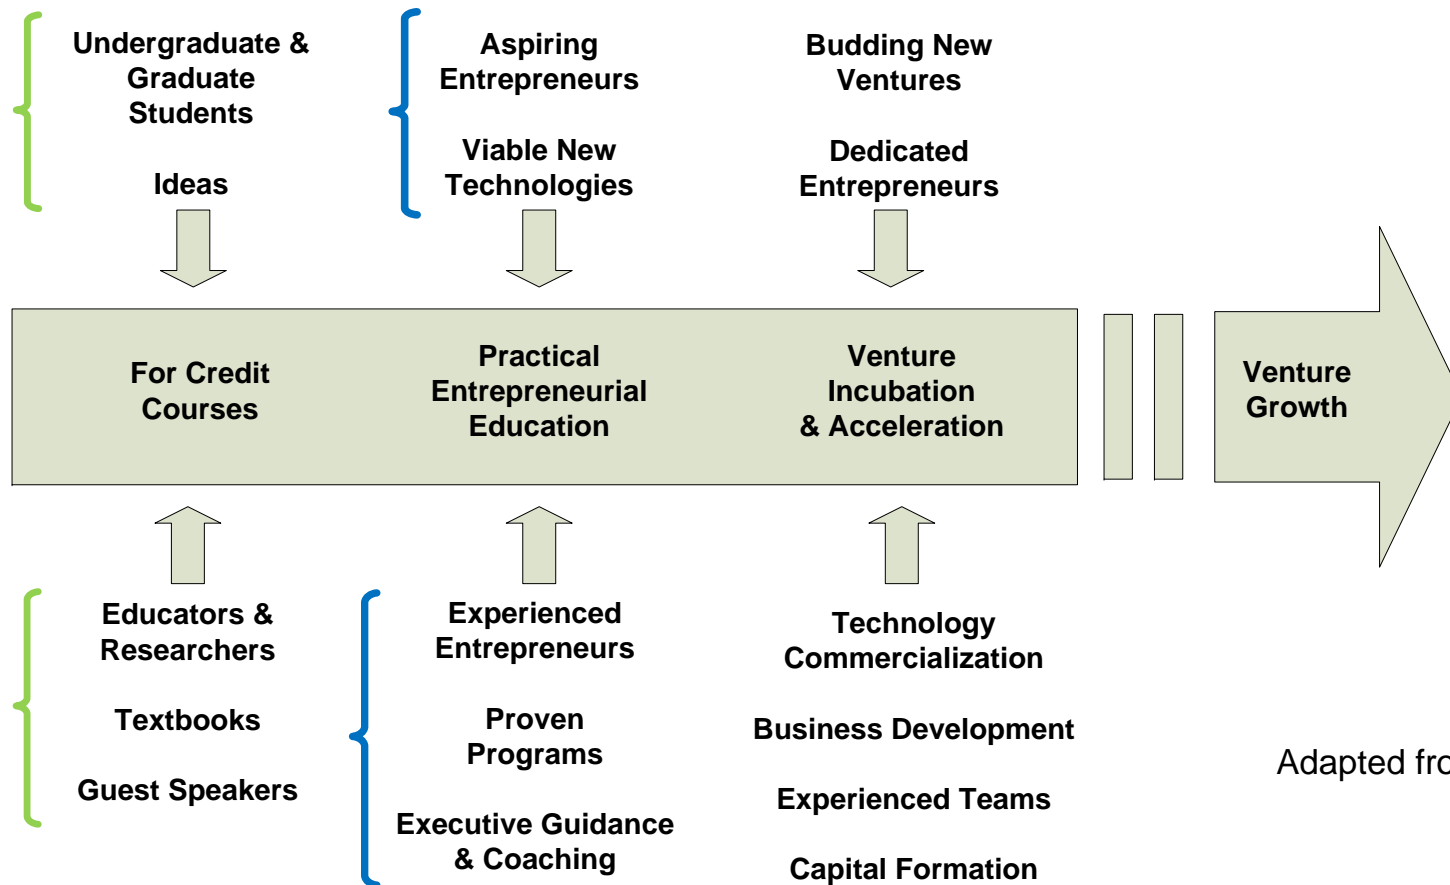 Undergraduate &
Graduate
Students
Ideas
Aspiring
Entrepreneurs
Viable New
Technologies
Budding New
Ventures
Dedicated
Entrepreneurs
For Credit
Courses
Practical
Entrepreneurial
Education
Venture
Incubation
& Acceleration
Venture
Growth
Educators &
Researchers
Textbooks
Guest Speakers
Experienced
Entrepreneurs
Proven
Programs
Executive Guidance
& Coaching
Technology
Commercialization
Business Development
Experienced Teams
Capital Formation
Adapted